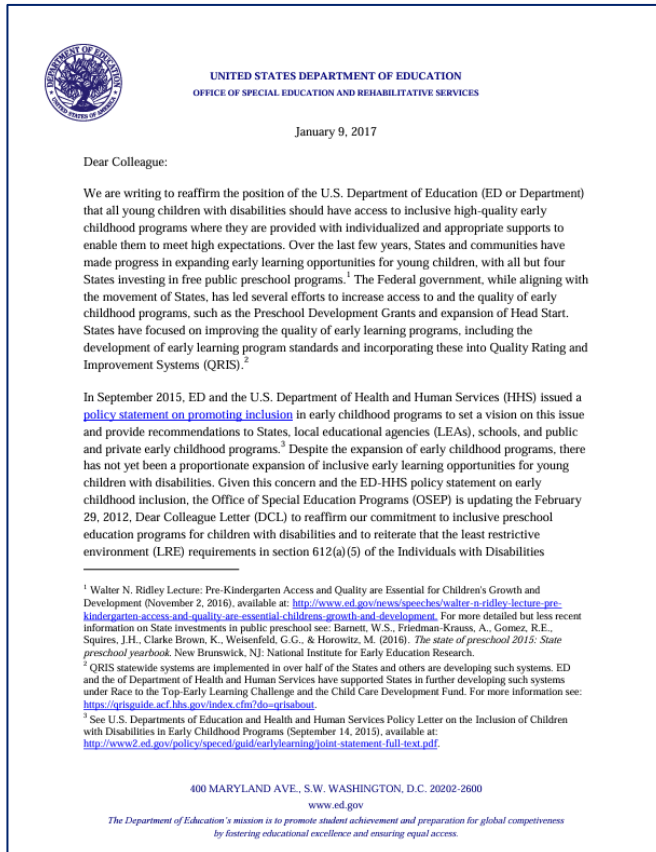 DEPARTMENT OF EDUCATION
UNITED STATES OF AMERICA
UNITED STATES DEPARTMENT OF EDUCATION
OFFICE OF SPECIAL EDUCATION AND REHABILITATIVE SERVICES
January 9, 2017
Dear Colleague:
We are writing to reaffirm the position of the U.S. Department of Education (ED or Department)
that all young children with disabilities should have access to inclusive high-quality early
childhood programs where they are provided with individualized and appropriate supports to
enable them to meet high expectations. Over the last few years, States and communities have
made progress in expanding early learning opportunities for young children, with all but four
States investing in free public preschool programs.1 The Federal government, while aligning with
the movement of States, has led several efforts to increase access to and the quality of early
childhood programs, such as the Preschool Development Grants and expansion of Head Start.
States have focused on improving the quality of early learning programs, including the
development of early learning program standards and incorporating these into Quality Rating and
Improvement Systems (QRIS).2
In September 2015, ED and the U.S. Department of Health and Human Services (HHS) issued a
policy statement on promoting inclusion in early childhood programs to set a vision on this issue
and provide recommendations to States, local educational agencies (LEAs), schools, and public
and private early childhood programs.3 Despite the expansion of early childhood programs, there
has not yet been a proportionate expansion of inclusive early learning opportunities for young
children with disabilities. Given this concern and the ED-HHS policy statement on early
childhood inclusion, the Office of Special Education Programs (OSEP) is updating the February
29, 2012, Dear Colleague Letter (DCL) to reaffirm our commitment to inclusive preschool
education programs for children with disabilities and to reiterate that the least restrictive
environment (LRE) requirements in section 612(a)(5) of the Individuals with Disabilities
1 Walter N. Ridley Lecture: Pre-Kindergarten Access and Quality are Essential for Children's Growth and
Development (November 2, 2016), available at: http://www.ed.gov/news/speeches/walter-n-ridley-lecture-pre-
kindergarten-access-and-quality-are-essential-childrens-growth-and-development. For more detailed but less recent
information on State investments in public preschool see: Barnett, W.S., Friedman-Krauss, A., Gomez, R.E.,
Squires, J.H., Clarke Brown, K., Weisenfeld, G.G., & Horowitz, M. (2016). The state of preschool 2015: State
preschool yearbook. New Brunswick, NJ: National Institute for Early Education Research.
2 QRIS statewide systems are implemented in over half of the States and others are developing such systems. ED
and the of Department of Health and Human Services have supported States in further developing such systems
under Race to the Top-Early Learning Challenge and the Child Care Development Fund. For more information see:
https://qrisguide.acf.hhs.gov/index.cfm?do=qrisabout.
3 See U.S. Departments of Education and Health and Human Services Policy Letter on the Inclusion of Children
with Disabilities in Early Childhood Programs (September 14, 2015), available at:
http://www2.ed.gov/policy/speced/guid/earlylearning/joint-statement-full-text.pdf.
400 MARYLAND AVE., S.W. WASHINGTON, D.C. 20202-2600
www.ed.gov
The Department of Education's mission is to promote student achievement and preparation for global competiveness
by fostering educational excellence and ensuring equal access.